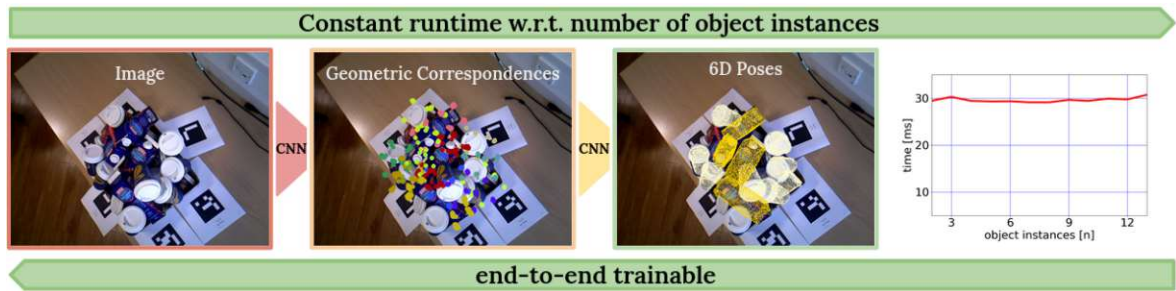 Constant runtime w.r.t. number of object instances
Image
Geometric Correspondences
6D Poses
CNN
CNN
30
20
10
time [ms]
3 6 9 12
object instances [n]
end-to-end trainable